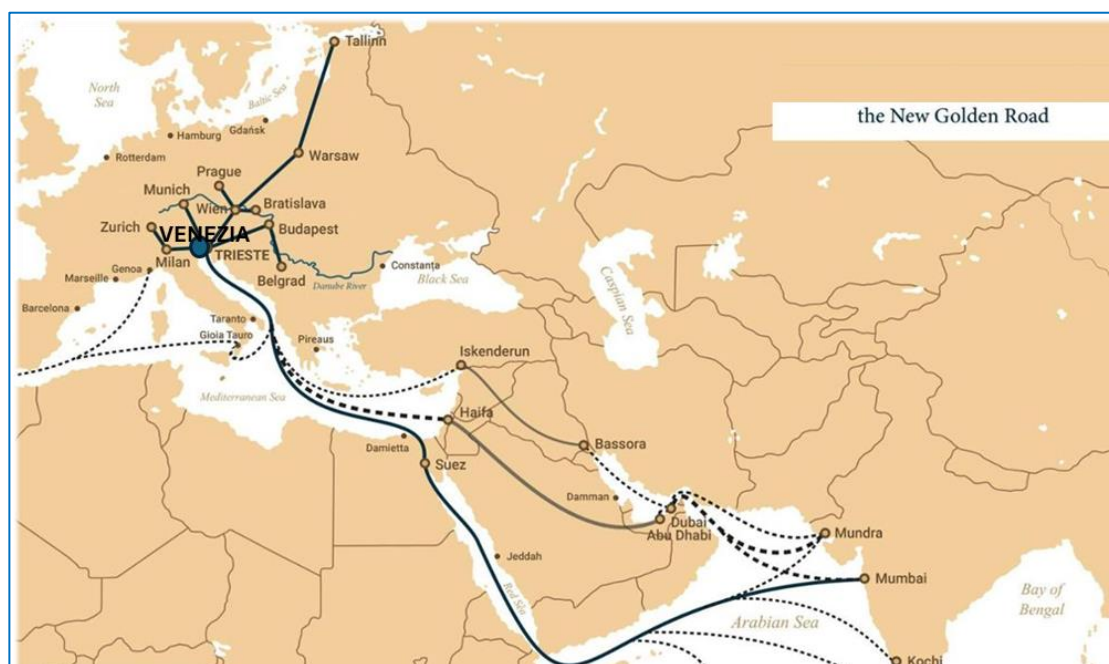 Tallinn
North
Sea
Baltic Sea
the New Golden Road
Hamburg
Gdańsk
Rotterdam
Warsaw
Prague
Munich
Wien
Bratislava
Zurich
VENEZIA
Budapest
Milan
TRIESTE
Genoa
Belgrad
Constanța
Marseille
Danube River
Black Sea
Caspian Sea
Barcelona
Taranto
Gioia Tauro
Pireaus
Iskenderun
Mediterranean Sea
Haifa
Damietta
Bassora
Suez
Damman
Dubai
Abu Dhabi
Mundra
Jeddah
Mumbai
Red Sea
Bay of
Bengal
Arabian Sea
Kochi